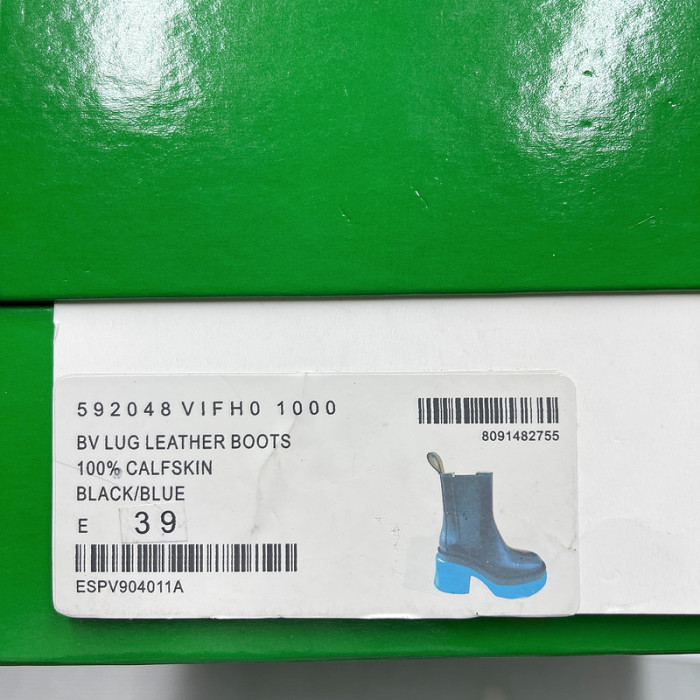 592048 VIFH0 1000
8091482755
BV LUG LEATHER BOOTS
100% CALFSKIN
BLACK/BLUE
E 39
ESPV904011A